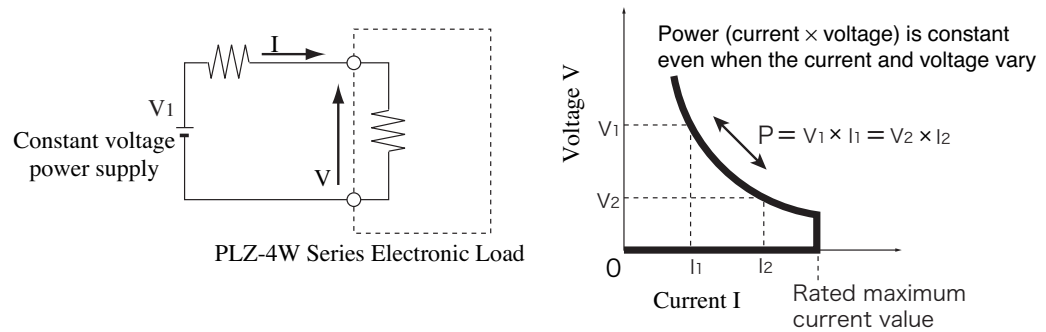 I
V1
Constant voltage
power supply
V
PLZ-4W Series Electronic Load
Power (current × voltage) is constant
even when the current and voltage vary
Voltage V
V1
P = V1 × I1 = V2 × I2
V2
0
I1
I2
Current I
Rated maximum
current value